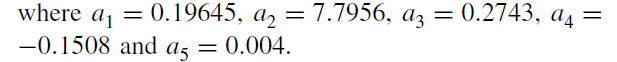 where a₁ = 0.19645, a₂ = 7.7956, a₃ = 0.2743, a₄ =
−0.1508 and a₅ = 0.004.